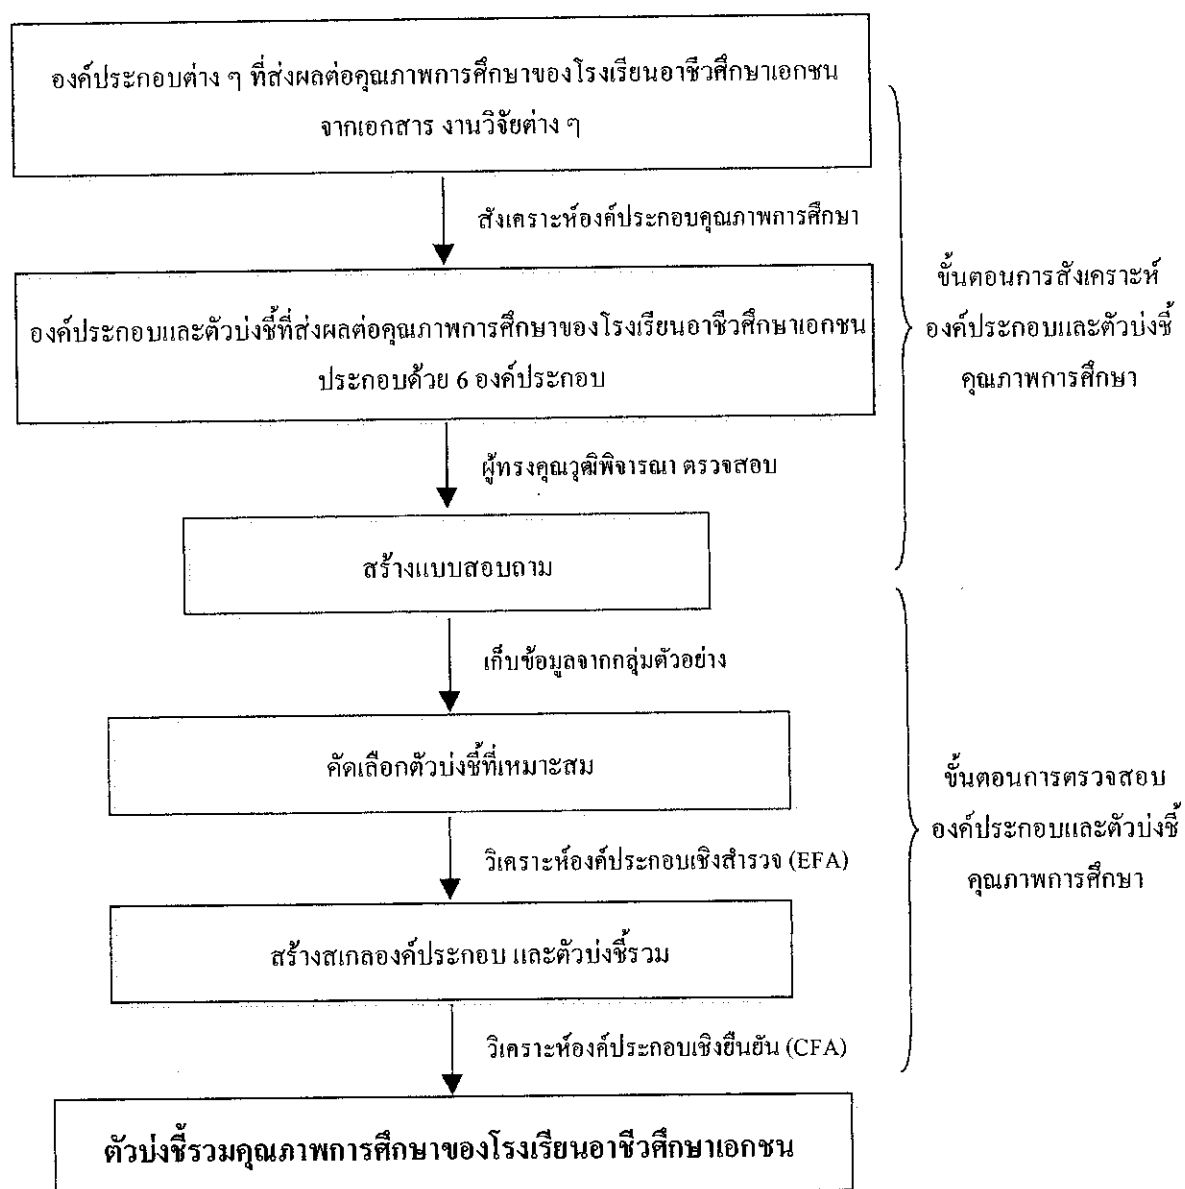 องค์ประกอบต่าง ๆ ที่ส่งผลต่อคุณภาพการศึกษาของโรงเรียนอาชีวศึกษาเอกชน
จากเอกสาร งานวิจัยต่าง ๆ
สังเคราะห์องค์ประกอบคุณภาพการศึกษา
องค์ประกอบและตัวบ่งชี้ที่ส่งผลต่อคุณภาพการศึกษาของโรงเรียนอาชีวศึกษาเอกชน
ประกอบด้วย 6 องค์ประกอบ
ขั้นตอนการสังเคราะห์
องค์ประกอบและตัวบ่งชี้
คุณภาพการศึกษา
ผู้ทรงคุณวุฒิพิจารณา ตรวจสอบ
สร้างแบบสอบถาม
เก็บข้อมูลจากกลุ่มตัวอย่าง
คัดเลือกตัวบ่งชี้ที่เหมาะสม
วิเคราะห์องค์ประกอบเชิงสำรวจ (EFA)
สร้างสเกลองค์ประกอบ และตัวบ่งชี้รวม
ขั้นตอนการตรวจสอบ
องค์ประกอบและตัวบ่งชี้
คุณภาพการศึกษา
วิเคราะห์องค์ประกอบเชิงยืนยัน (CFA)
ตัวบ่งชี้รวมคุณภาพการศึกษาของโรงเรียนอาชีวศึกษาเอกชน